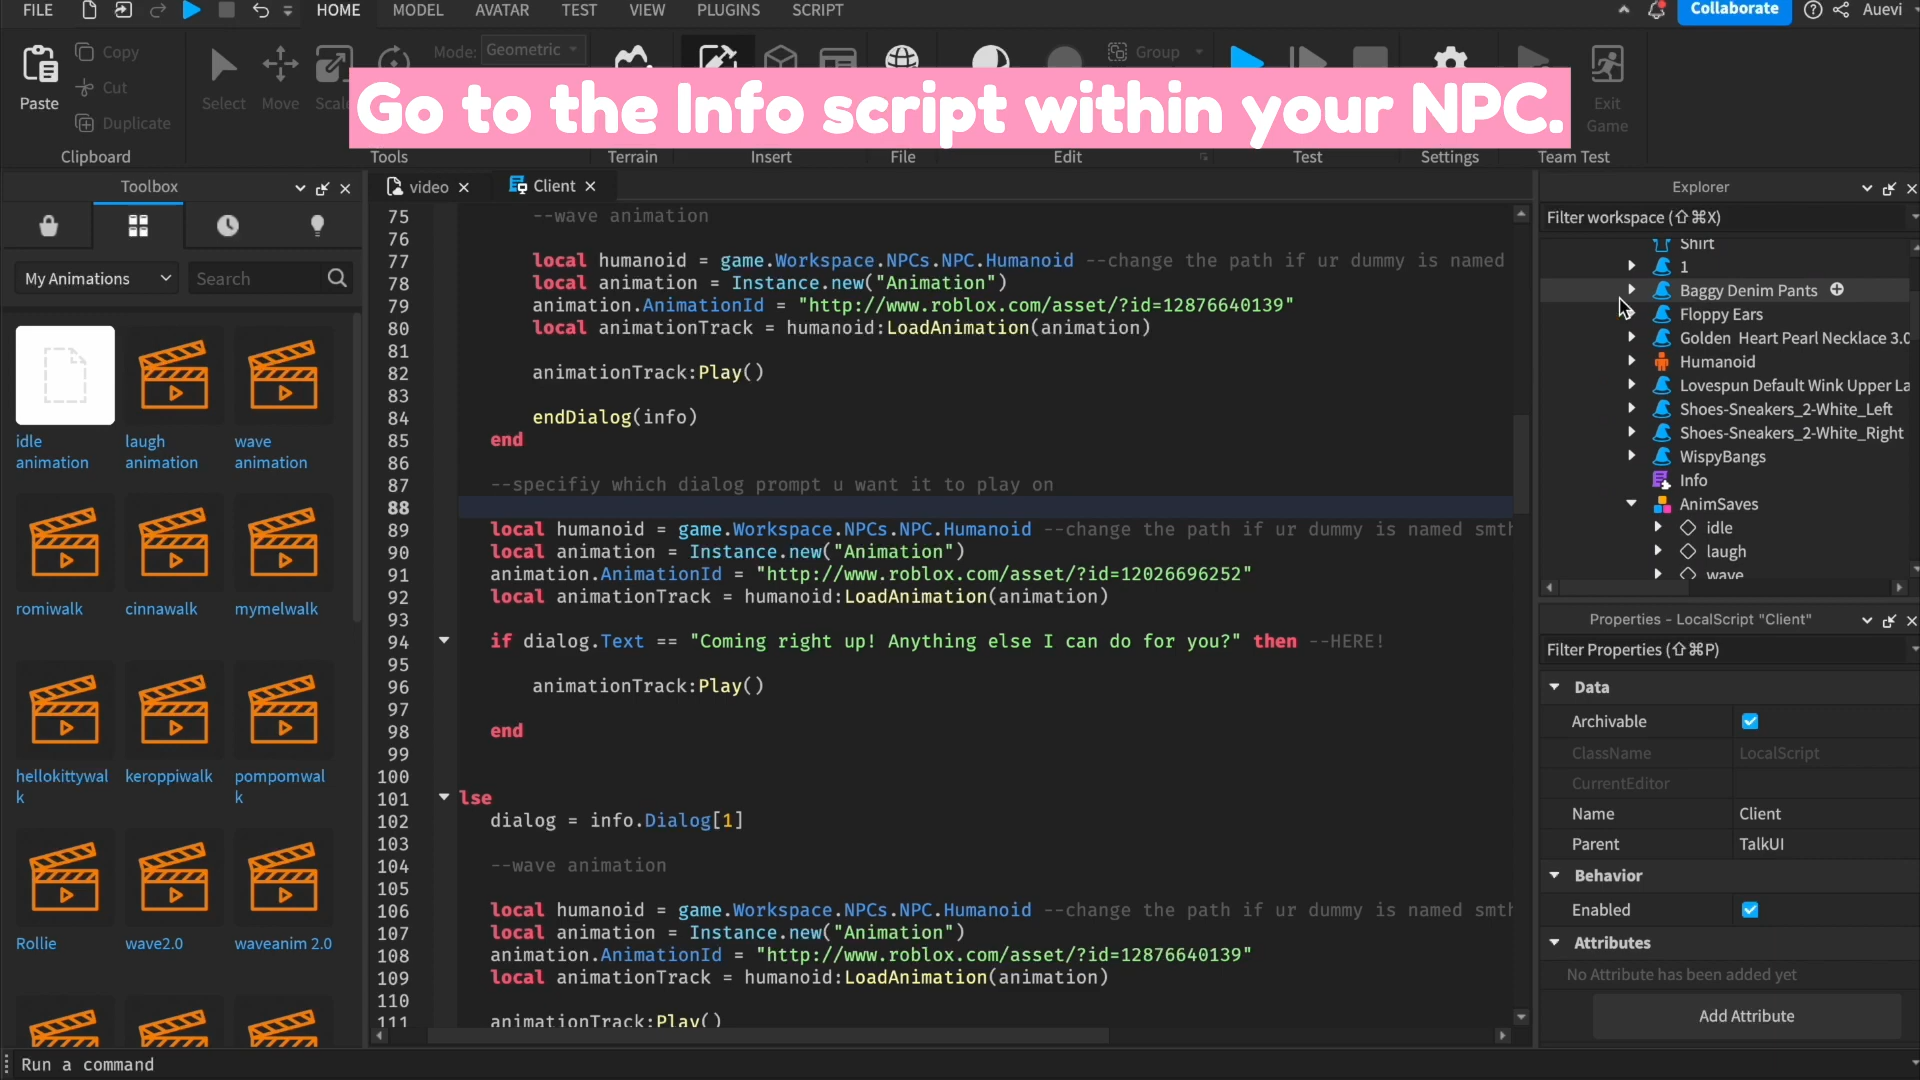 FILE HOME MODEL AVATAR TEST VIEW PLUGINS SCRIPT Collaborate Auevi
Copy Mode: Geometric Group
Cut
Paste Duplicate Select Move Scale
Go to the Info script within your NPC.
Exit
Game
Clipboard Tools Terrain Insert File Edit Test Settings Team Test
Toolbox
My Animations Search
idle
animation
laugh
animation
wave
animation
romiwalk cinnawalk mymelwalk
hellokittywal
k
keroppiwalk
pompomwal
k
Rollie wave2.0 waveanim 2.0
video Client
75 --wave animation
76
77 local humanoid = game.Workspace.NPCs.NPC.Humanoid --change the path if ur dummy is named
78 local animation = Instance.new("Animation")
79 animation.AnimationId = "http://www.roblox.com/asset/?id=12876640139"
80 local animationTrack = humanoid:LoadAnimation(animation)
81
82 animationTrack:Play()
83
84 endDialog(info)
85 end
86
87 --specifiy which dialog prompt u want it to play on
88
89 local humanoid = game.Workspace.NPCs.NPC.Humanoid --change the path if ur dummy is named smth
90 local animation = Instance.new("Animation")
91 animation.AnimationId = "http://www.roblox.com/asset/?id=12026696252"
92 local animationTrack = humanoid:LoadAnimation(animation)
93
94 if dialog.Text == "Coming right up! Anything else I can do for you?" then --HERE!
95
96 animationTrack:Play()
97
98 end
99
100
101 lse
102 dialog = info.Dialog[1]
103
104 --wave animation
105
106 local humanoid = game.Workspace.NPCs.NPC.Humanoid --change the path if ur dummy is named smth
107 local animation = Instance.new("Animation")
108 animation.AnimationId = "http://www.roblox.com/asset/?id=12876640139"
109 local animationTrack = humanoid:LoadAnimation(animation)
110
111 animationTrack:Play()
Explorer
Filter workspace (⇧⌘X)
Shirt
1
Baggy Denim Pants
Floppy Ears
Golden Heart Pearl Necklace 3.0
Humanoid
Lovespun Default Wink Upper La
Shoes-Sneakers_2-White_Left
Shoes-Sneakers_2-White_Right
WispyBangs
Info
AnimSaves
idle
laugh
wave
Properties - LocalScript "Client"
Filter Properties (⇧⌘P)
Data
Archivable
ClassName LocalScript
CurrentEditor
Name Client
Parent TalkUI
Behavior
Enabled
Attributes
No Attribute has been added yet
Add Attribute
Run a command